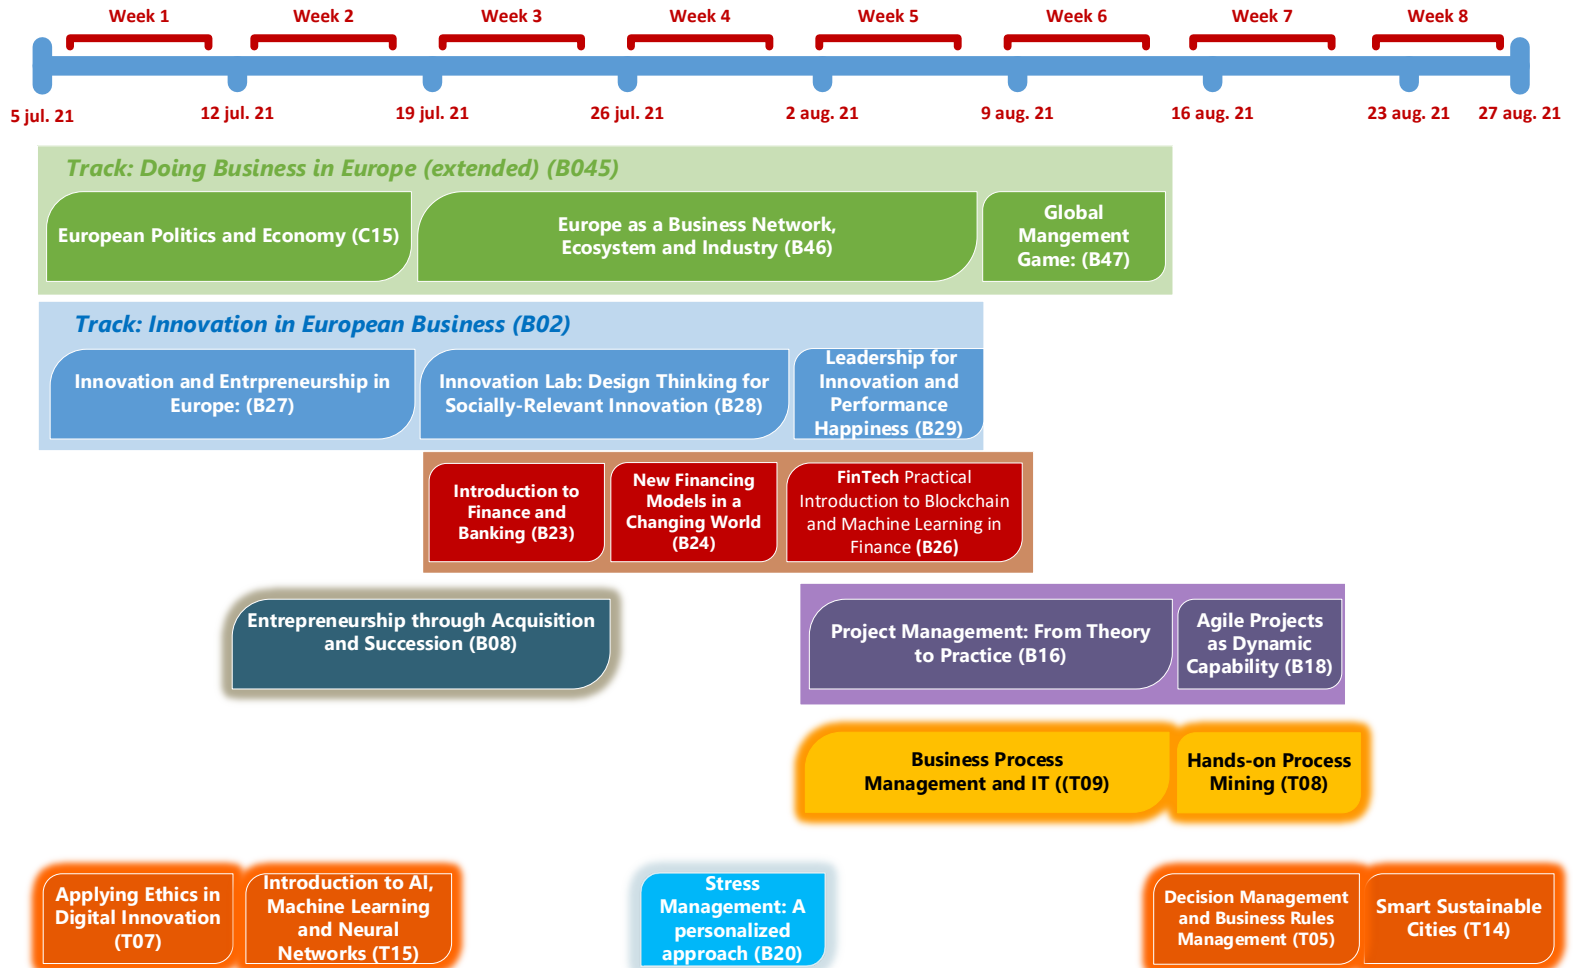 Week 1
Week 2
Week 3
Week 4
Week 5
Week 6
Week 7
Week 8
5 jul. 21
12 jul. 21
19 jul. 21
26 jul. 21
2 aug. 21
9 aug. 21
16 aug. 21
23 aug. 21
27 aug. 21
Track: Doing Business in Europe (extended) (B045)
European Politics and Economy (C15)
Europe as a Business Network,
Ecosystem and Industry (B46)
Global
Mangement
Game: (B47)
Track: Innovation in European Business (B02)
Innovation and Entrpreneurship in
Europe: (B27)
Innovation Lab: Design Thinking for
Socially-Relevant Innovation (B28)
Leadership for
Innovation and
Performance
Happiness (B29)
Introduction to
Finance and
Banking (B23)
New Financing
Models in a
Changing World
(B24)
FinTech Practical
Introduction to Blockchain
and Machine Learning in
Finance (B26)
Entrepreneurship through Acquisition
and Succession (B08)
Project Management: From Theory
to Practice (B16)
Agile Projects
as Dynamic
Capability (B18)
Business Process
Management and IT ((T09)
Hands-on Process
Mining (T08)
Applying Ethics in
Digital Innovation
(T07)
Introduction to AI,
Machine Learning
and Neural
Networks (T15)
Stress
Management: A
personalized
approach (B20)
Decision Management
and Business Rules
Management (T05)
Smart Sustainable
Cities (T14)